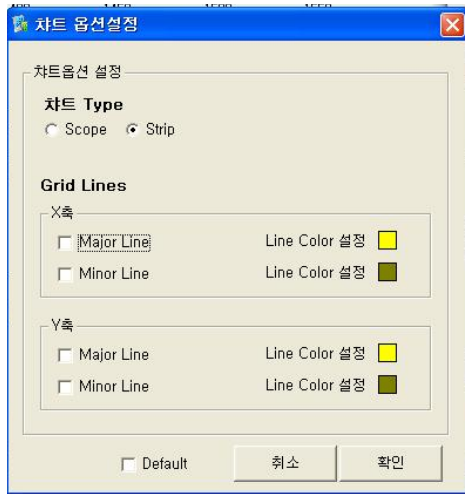 챠트 옵션설정
챠트옵션 설정
챠트 Type
Scope Strip
Grid Lines
X축
Major Line Line Color 설정
Minor Line Line Color 설정
Y축
Major Line Line Color 설정
Minor Line Line Color 설정
Default 취소 확인